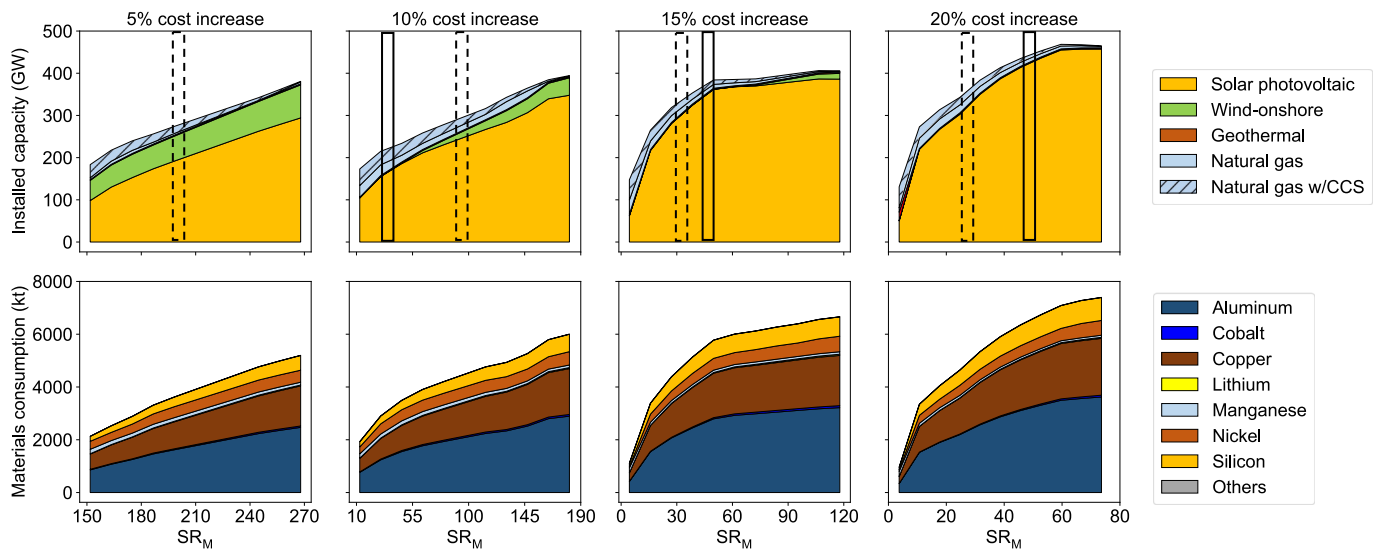 5% cost increase
10% cost increase
15% cost increase
20% cost increase
Installed capacity (GW)
500
400
300
200
100
0
Solar photovoltaic
Wind-onshore
Geothermal
Natural gas
Natural gas w/CCS
Materials consumption (kt)
8000
6000
4000
2000
0
Aluminum
Cobalt
Copper
Lithium
Manganese
Nickel
Silicon
Others
150 180 210 240 270
10 55 100 145 190
0 30 60 90 120
0 20 40 60 80
SRM
SRM
SRM
SRM